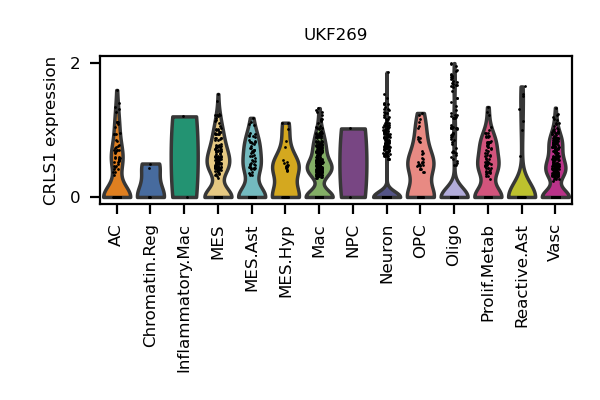 UKF269
CRLS1 expression
2
0
AC
Chromatin.Reg
Inflammatory.Mac
MES
MES.Ast
MES.Hyp
Mac
NPC
Neuron
OPC
Oligo
Prolif.Metab
Reactive.Ast
Vasc